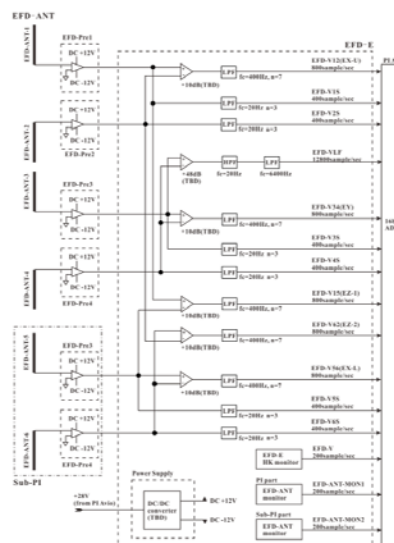 EFD-ANT
EFD-ANT-1
EFD-Pre1
DC +12V
DC -12V
EFD-E
+10dB(TBD)
LPF
fc=400Hz, n=7
EFD-V12(EX-U)
800sample/sec
PI-
LPF
fc=20Hz n=3
EFD-V1S
400sample/sec
EFD-ANT-2
DC +12V
DC -12V
EFD-Pre2
LPF
fc=20Hz n=3
EFD-V2S
400sample/sec
EFD-ANT-3
+40dB
(TBD)
HPF
fc=20Hz
LPF
fc=6400Hz
EFD-VLF
12800sample/sec
EFD-Pre3
DC +12V
DC -12V
+10dB(TBD)
LPF
fc=400Hz, n=7
EFD-V34(EY)
800sample/sec
AD
LPF
fc=20Hz n=3
EFD-V3S
400sample/sec
EFD-ANT-4
DC +12V
DC -12V
EFD-Pre4
LPF
fc=20Hz n=3
EFD-V4S
400sample/sec
+10dB(TBD)
LPF
fc=400Hz, n=7
EFD-V15(EZ-1)
800sample/sec
+10dB(TBD)
LPF
fc=400Hz, n=7
EFD-V62(EZ-2)
800sample/sec
EFD-ANT-5
EFD-Pre3
DC +12V
DC -12V
+10dB(TBD)
LPF
fc=400Hz, n=7
EFD-V56(EX-L)
800sample/sec
LPF
fc=20Hz n=3
EFD-V5S
400sample/sec
EFD-ANT-6
DC +12V
DC -12V
EFD-Pre4
LPF
fc=20Hz n=3
EFD-V6S
400sample/sec
Sub-PI
EFD-E
HK monitor
EFD-V
200sample/sec
Power Supply
+28V
DC/DC
converter
(TBD)
DC +12V
DC -12V
PI part
EFD-ANT
monitor
EFD-ANT-MON1
200sample/sec
Sub-PI part
EFD-ANT
monitor
EFD-ANT-MON2
200sample/sec